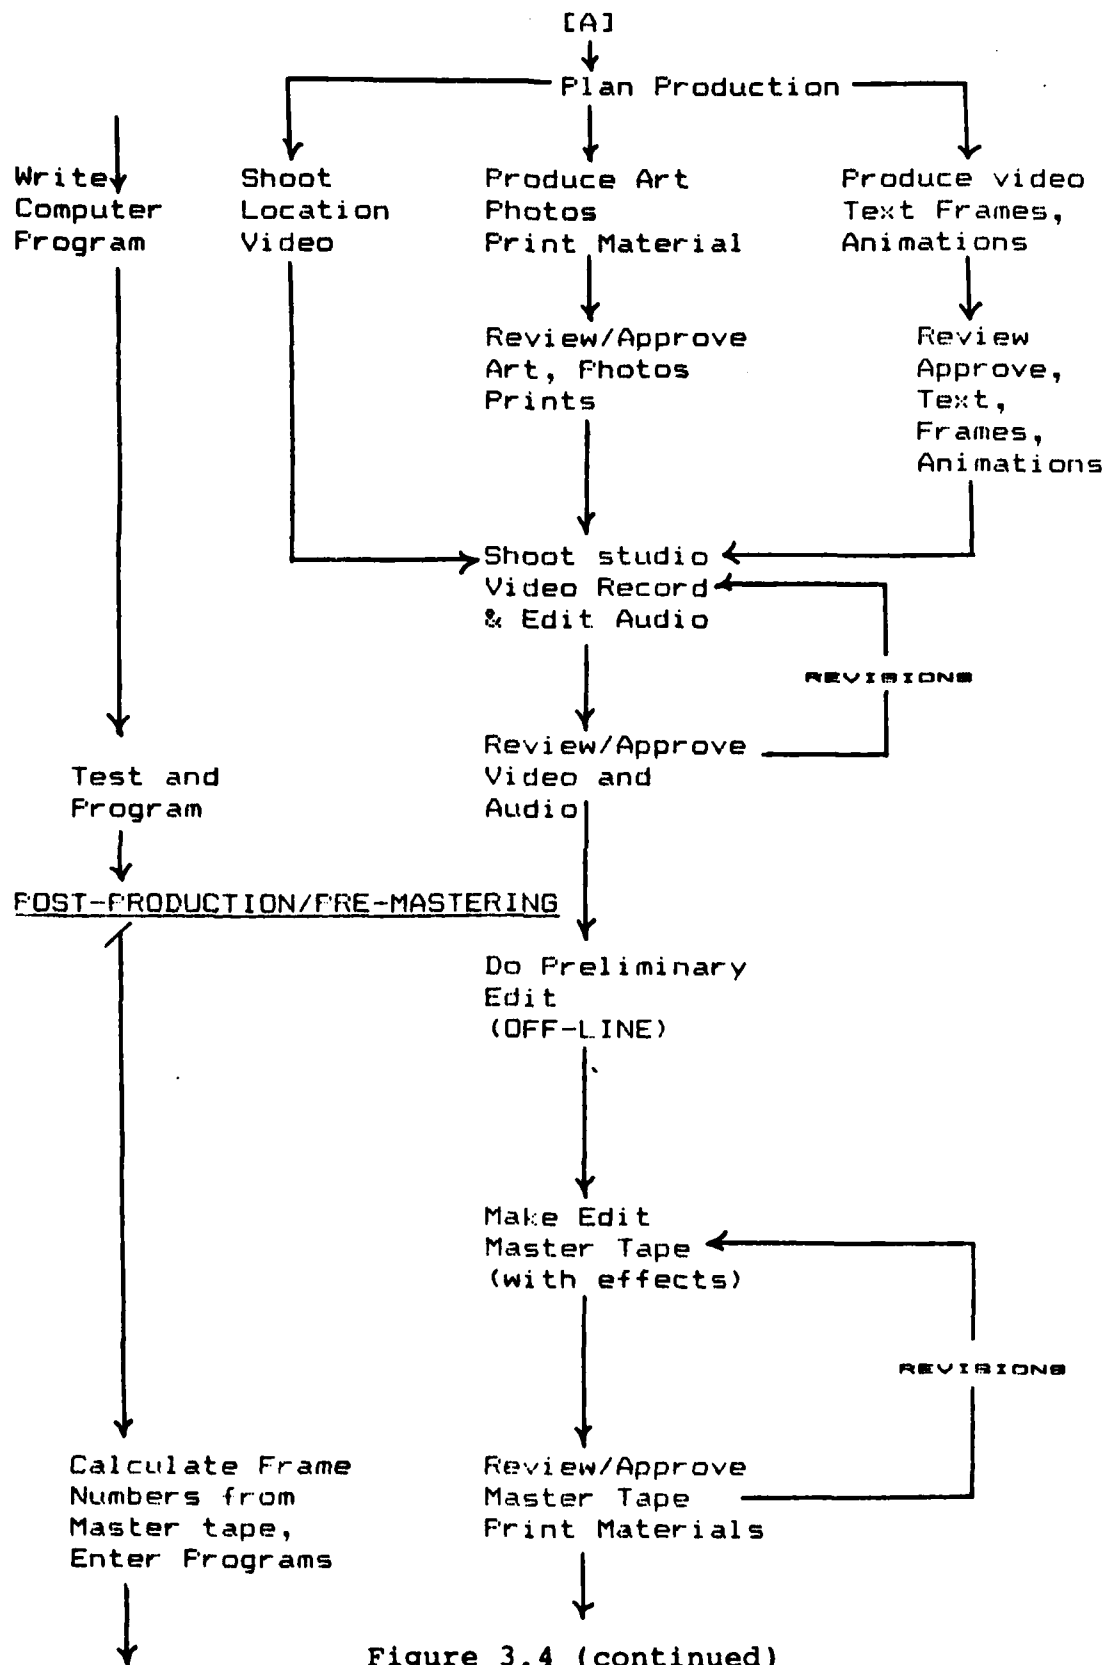 [A]
Plan Production
Write
Computer
Program
Shoot
Location
Video
Produce Art
Photos
Print Material
Produce video
Text Frames,
Animations
Review/Approve
Art, Photos
Prints
Review
Approve,
Text,
Frames,
Animations
Shoot studio
Video Record
& Edit Audio
REVISIONS
Review/Approve
Video and
Audio
Test and
Program
POST-PRODUCTION/PRE-MASTERING
Do Preliminary
Edit
(OFF-LINE)
Make Edit
Master Tape
(with effects)
REVISIONS
Calculate Frame
Numbers from
Master tape,
Enter Programs
Review/Approve
Master Tape
Print Materials
Figure 3.4 (continued)